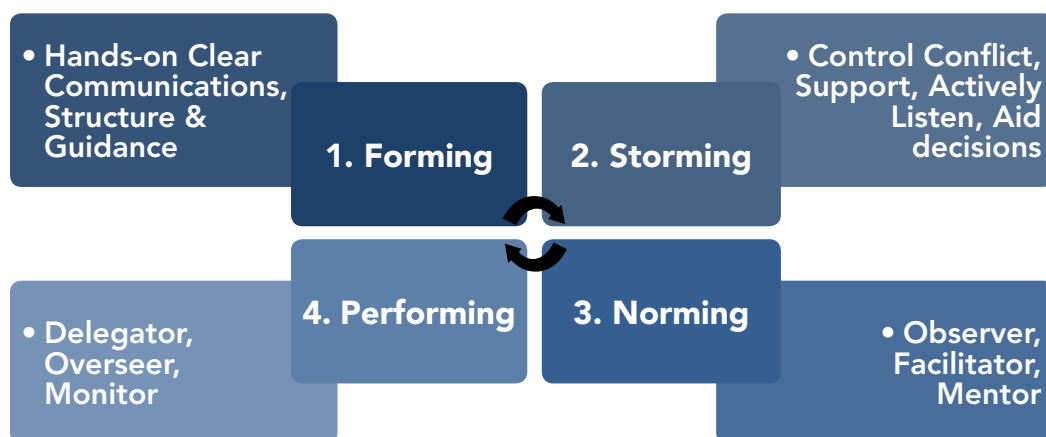 • Hands-on Clear
Communications,
Structure &
Guidance
1. Forming
2. Storming
• Control Conflict,
Support, Actively
Listen, Aid
decisions
• Delegator,
Overseer,
Monitor
4. Performing
3. Norming
• Observer,
Facilitator,
Mentor